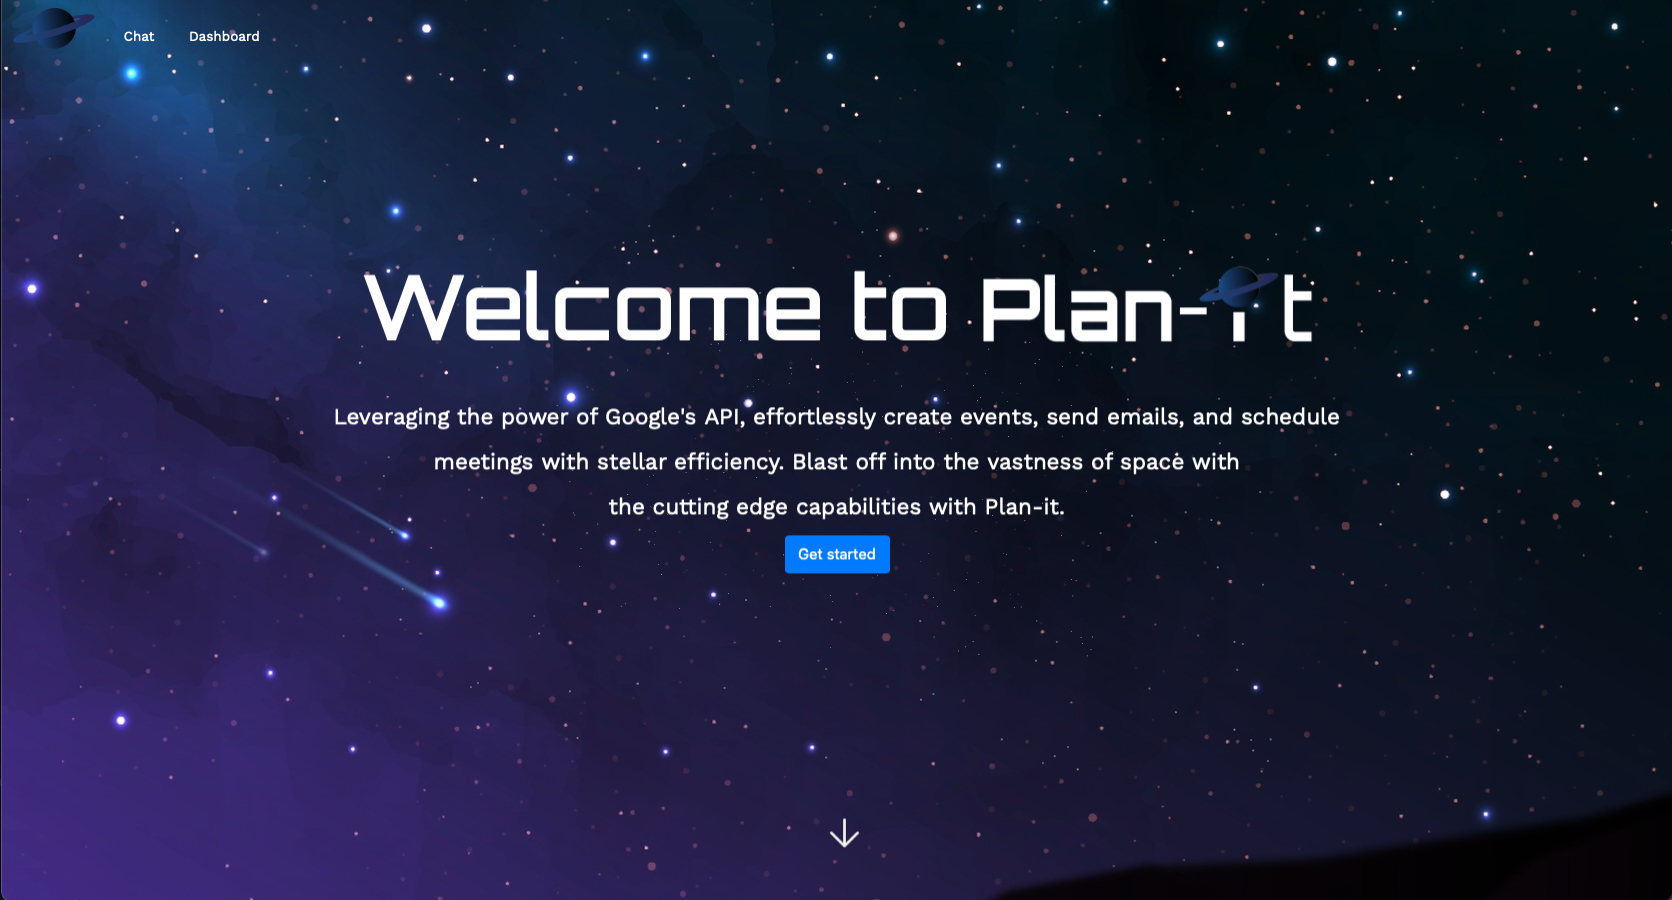 Chat Dashboard
Welcome to Plan-it
Leveraging the power of Google's API, effortlessly create events, send emails, and schedule
meetings with stellar efficiency. Blast off into the vastness of space with
the cutting edge capabilities with Plan-it.
Get started